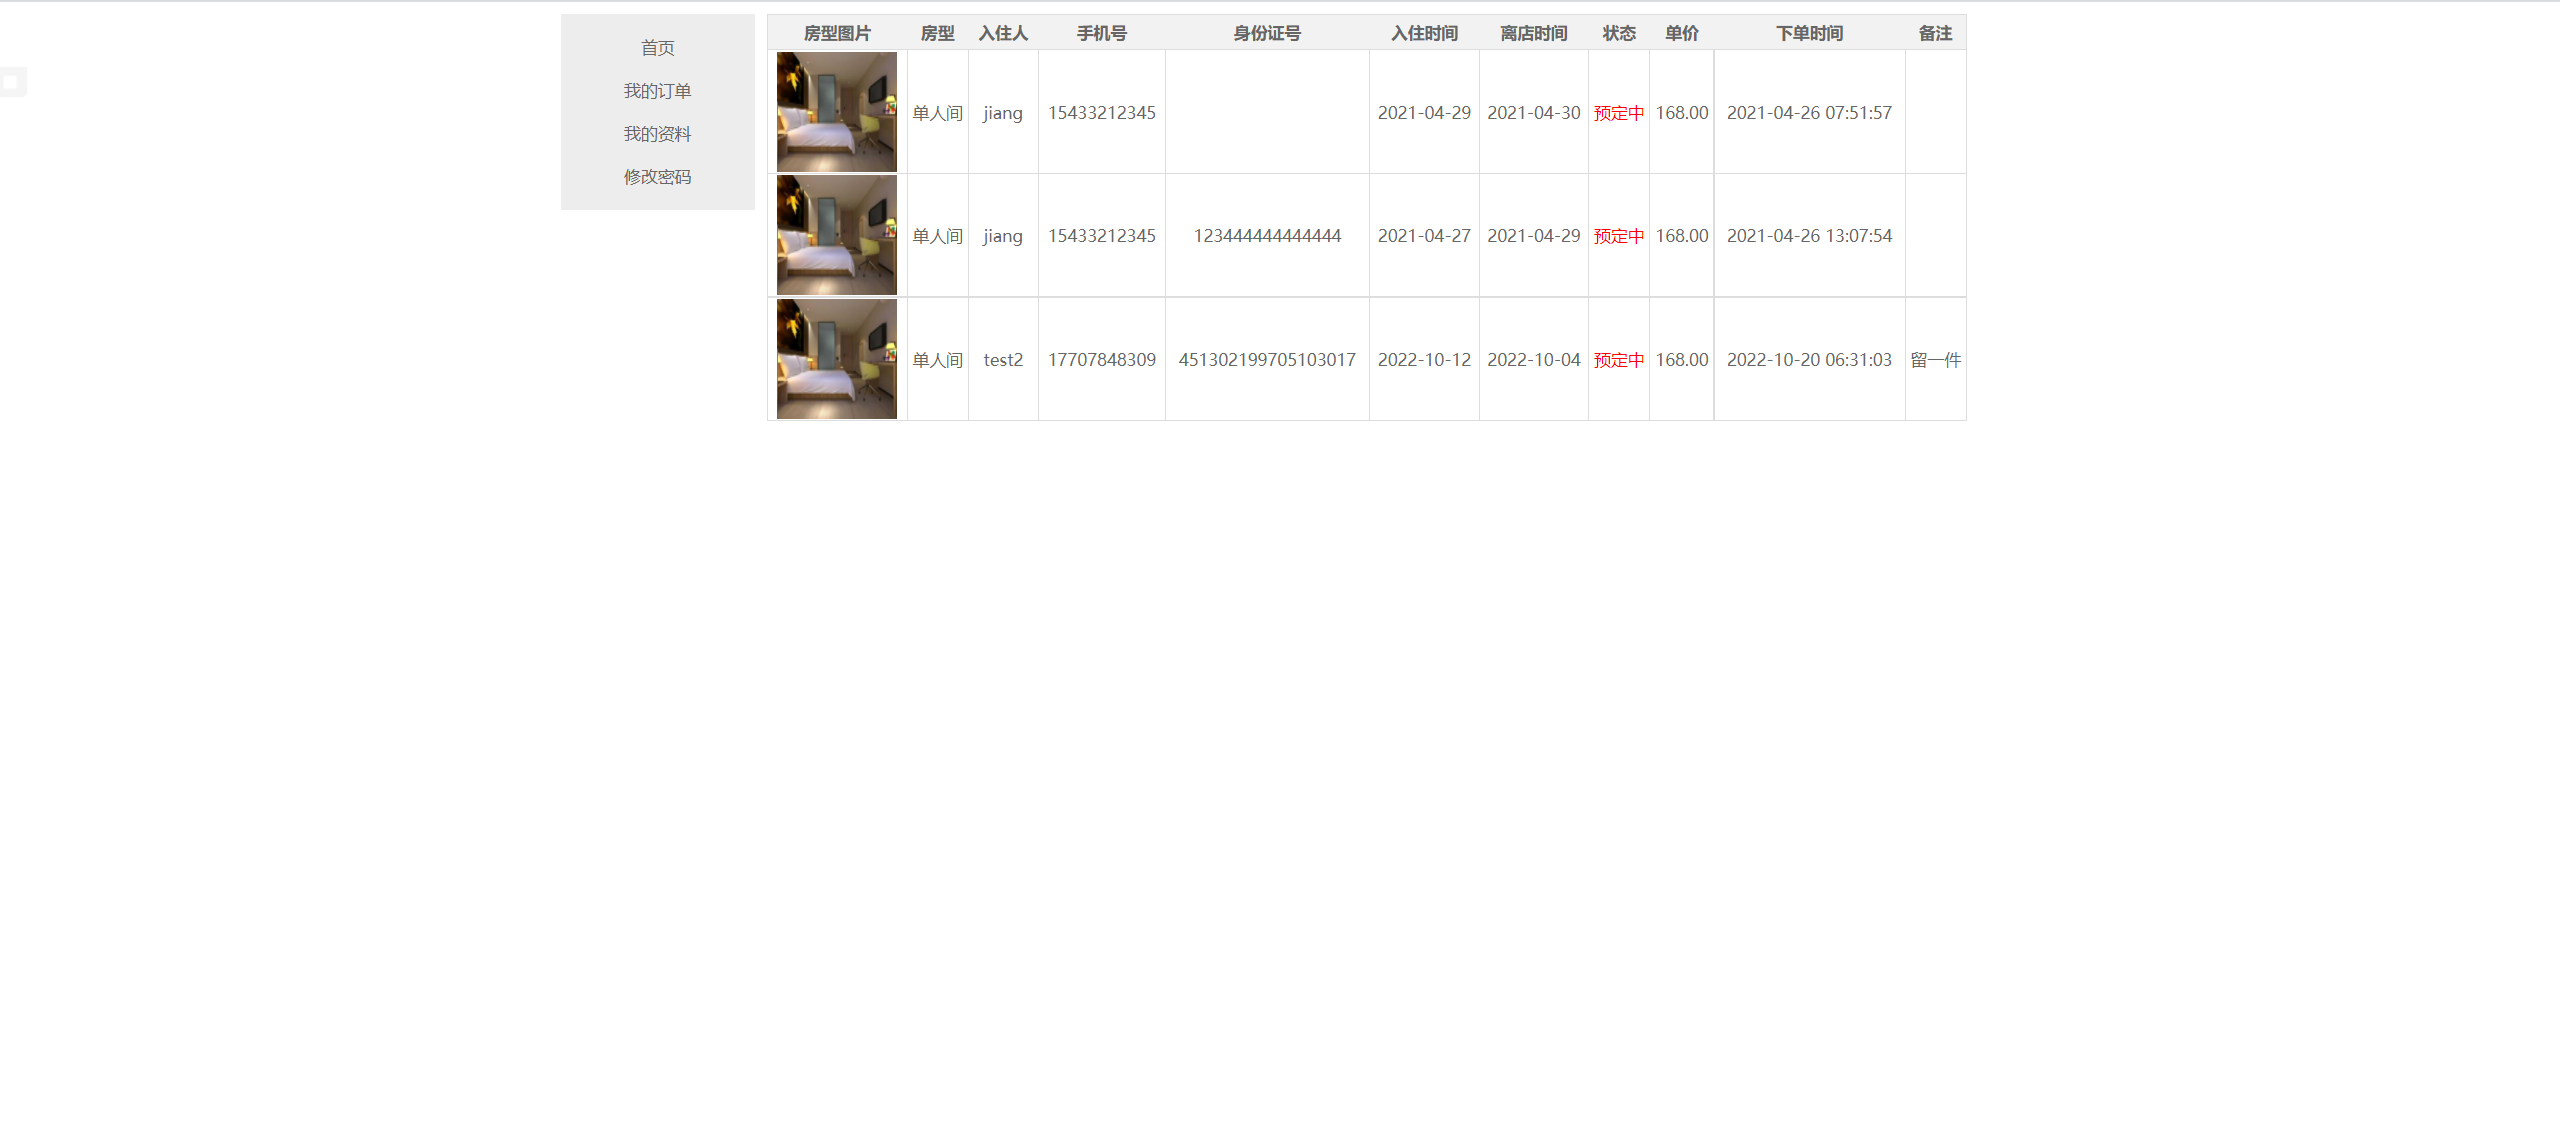 首页
我的订单
我的资料
修改密码
房型图片 房型 入住人 手机号 身份证号 入住时间 离店时间 状态 单价 下单时间 备注
单人间 jiang 15433212345 2021-04-29 2021-04-30 预定中 168.00 2021-04-26 07:51:57
单人间 jiang 15433212345 123444444444444 2021-04-27 2021-04-29 预定中 168.00 2021-04-26 13:07:54
单人间 test2 17707848309 451302199705103017 2022-10-12 2022-10-04 预定中 168.00 2022-10-20 06:31:03 留一件